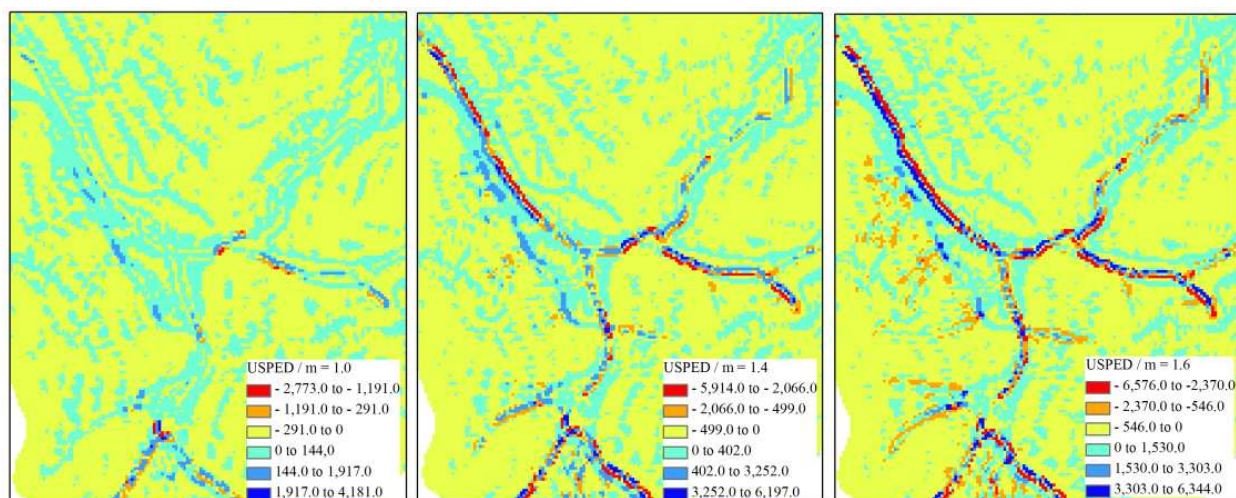 USPED / m = 1.0
- 2,773.0 to − 1,191.0
- 1,191.0 to − 291.0
- 291.0 to 0
0 to 144,0
144.0 to 1,917.0
1,917.0 to 4,181.0
USPED / m = 1.4
- 5,914.0 to − 2,066.0
- 2,066.0 to − 499.0
- 499.0 to 0
0 to 402.0
402.0 to 3,252.0
3,252.0 to 6,197.0
USPED / m = 1.6
- 6,576.0 to −2,370.0
- 2,370.0 to -546.0
- 546.0 to 0
0 to 1,530.0
1,530.0 to 3,303.0
3,303.0 to 6,344.0